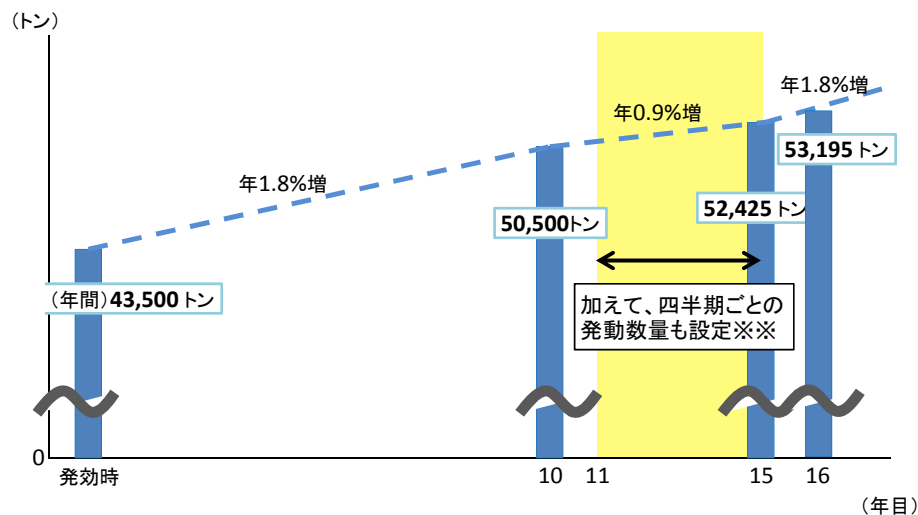 (トン)
年1.8%増
年0.9%増
年1.8%増
53,195 トン
52,425 トン
50,500トン
(年間)43,500 トン
加えて、四半期ごとの
発動数量も設定※※
0
発効時 10 11 15 16
(年目)